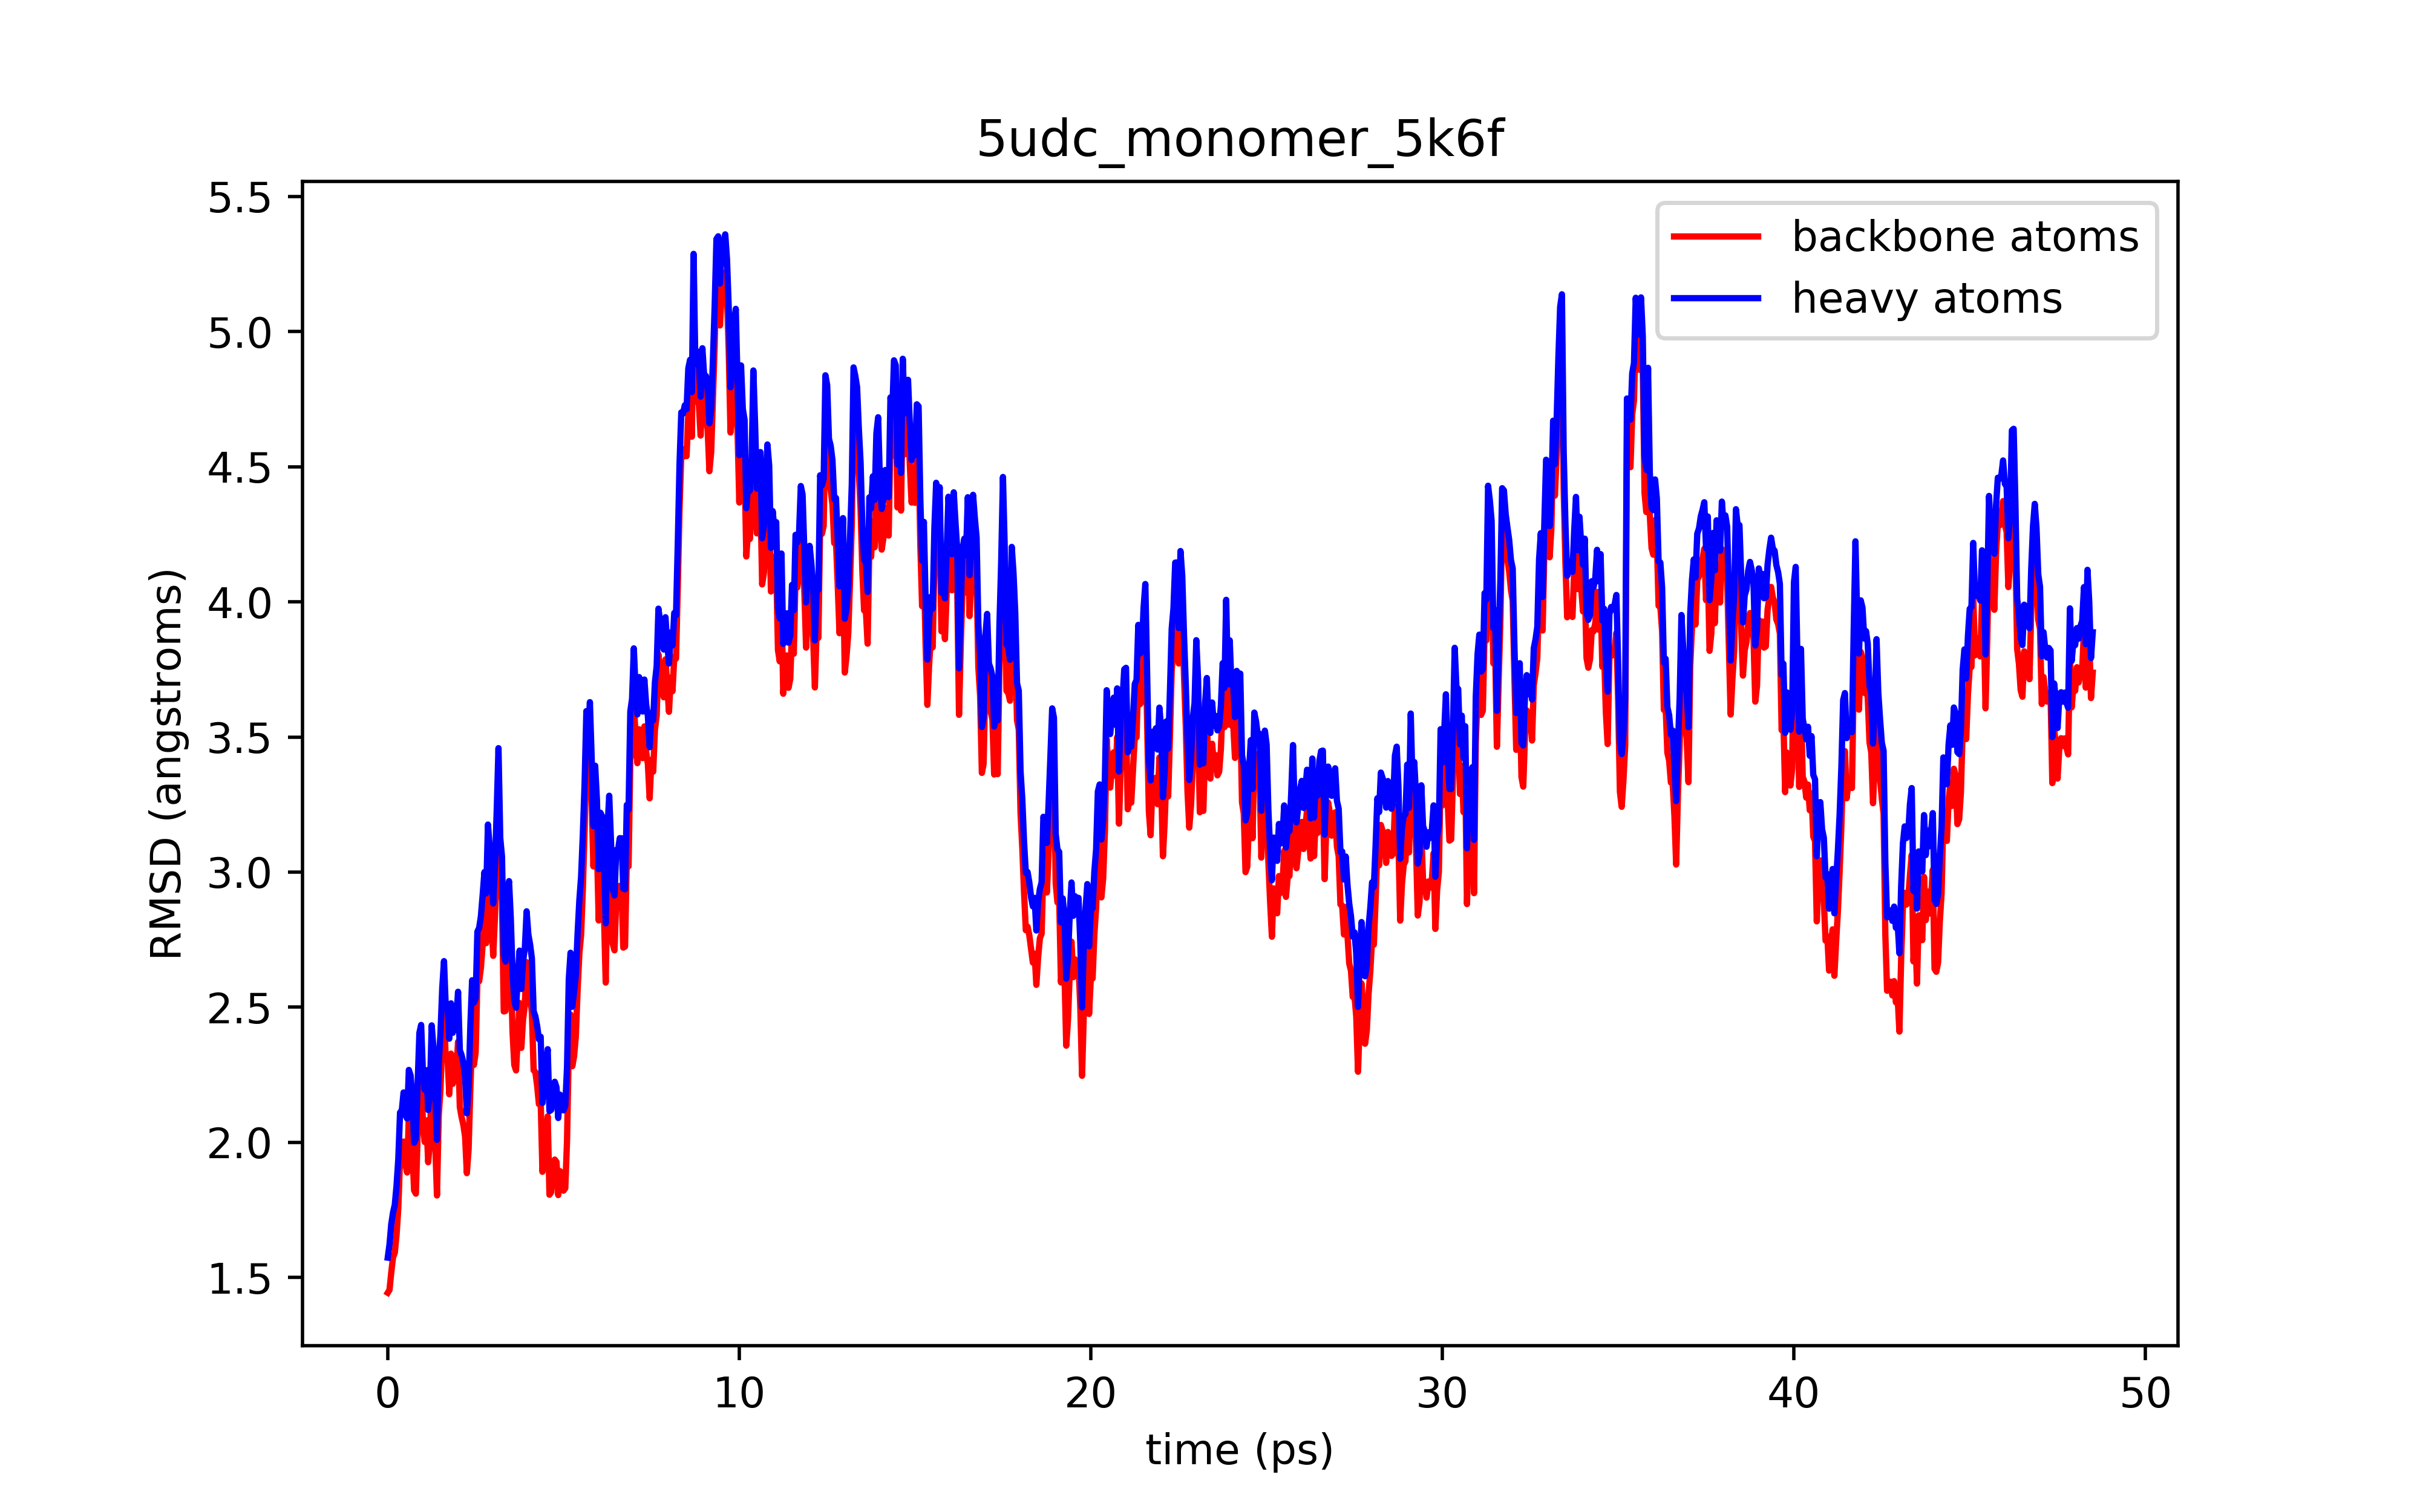 5udc_monomer_5k6f
5.5
5.0
4.5
4.0
3.5
3.0
2.5
2.0
1.5
RMSD (angstroms)
backbone atoms
heavy atoms
0 10 20 30 40 50
time (ps)